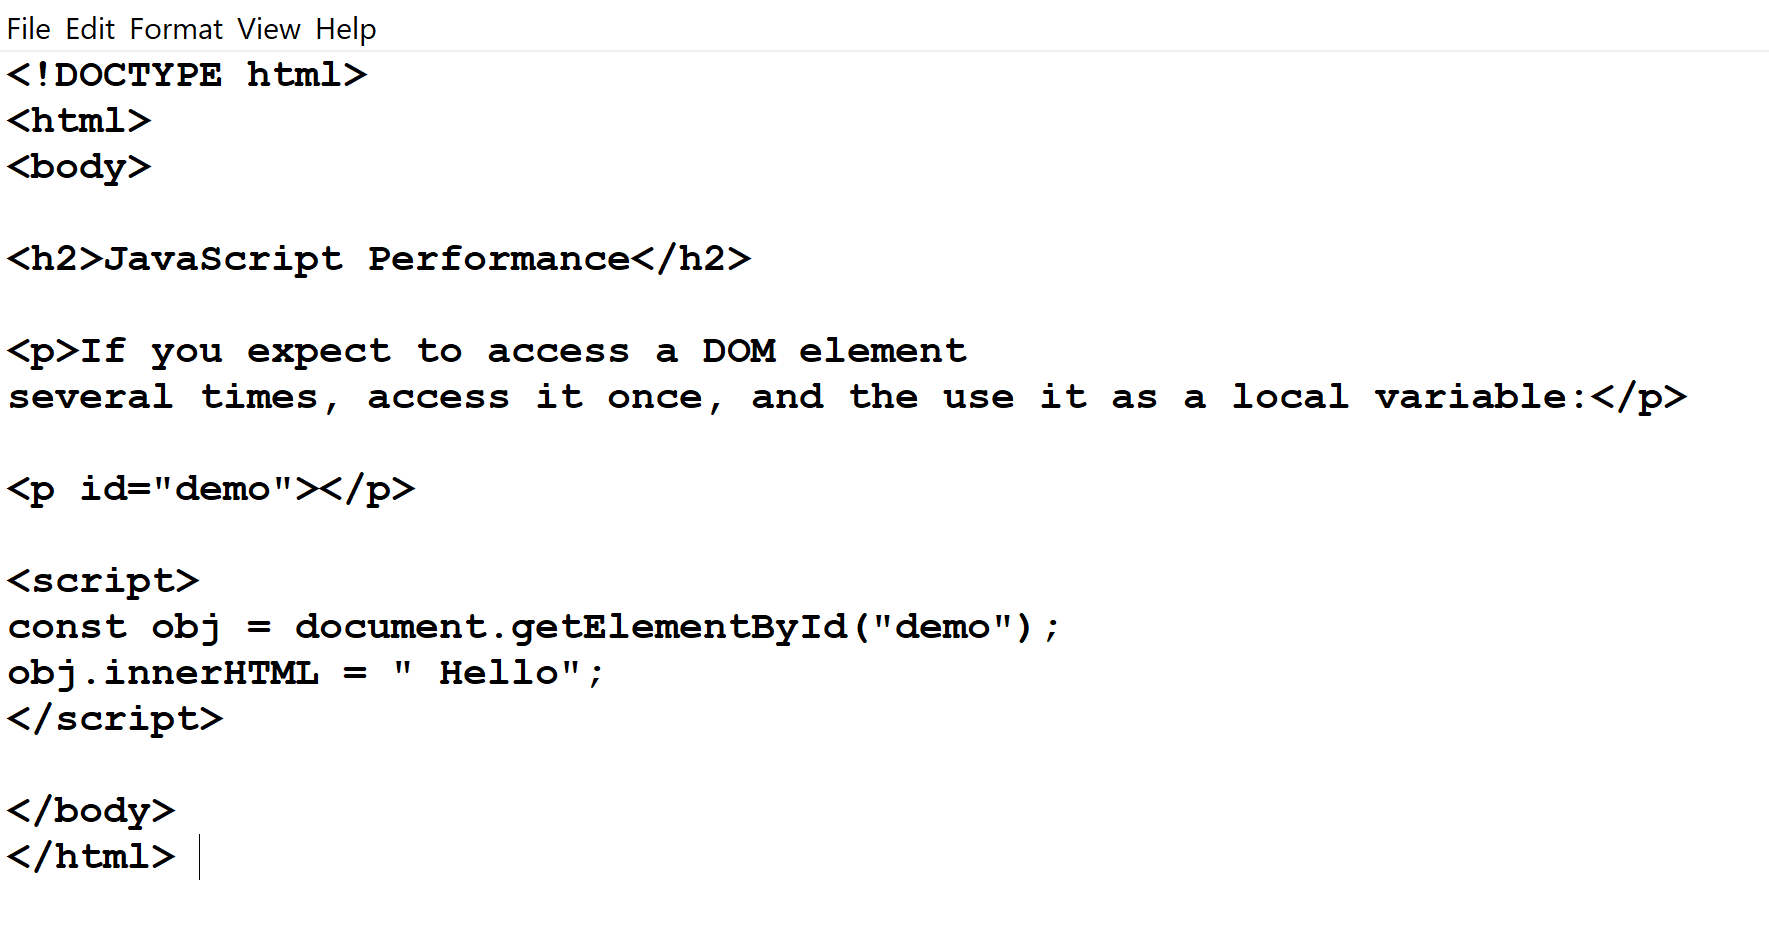 File Edit Format View Help
<!DOCTYPE html>
<html>
<body>
<h2>JavaScript Performance</h2>
<p>If you expect to access a DOM element
several times, access it once, and the use it as a local variable:</p>
<p id="demo"></p>
<script>
const obj = document.getElementById("demo");
obj.innerHTML = " Hello";
</script>
</body>
</html>